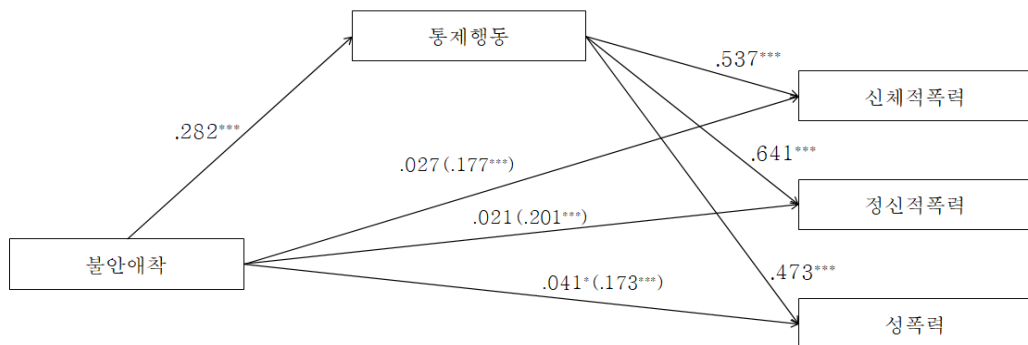 통제행동
.537***
신체적폭력
.282***
.027(.177***)
.641***
.021(.201***)
정신적폭력
불안애착
.041*(.173***)
.473***
성폭력